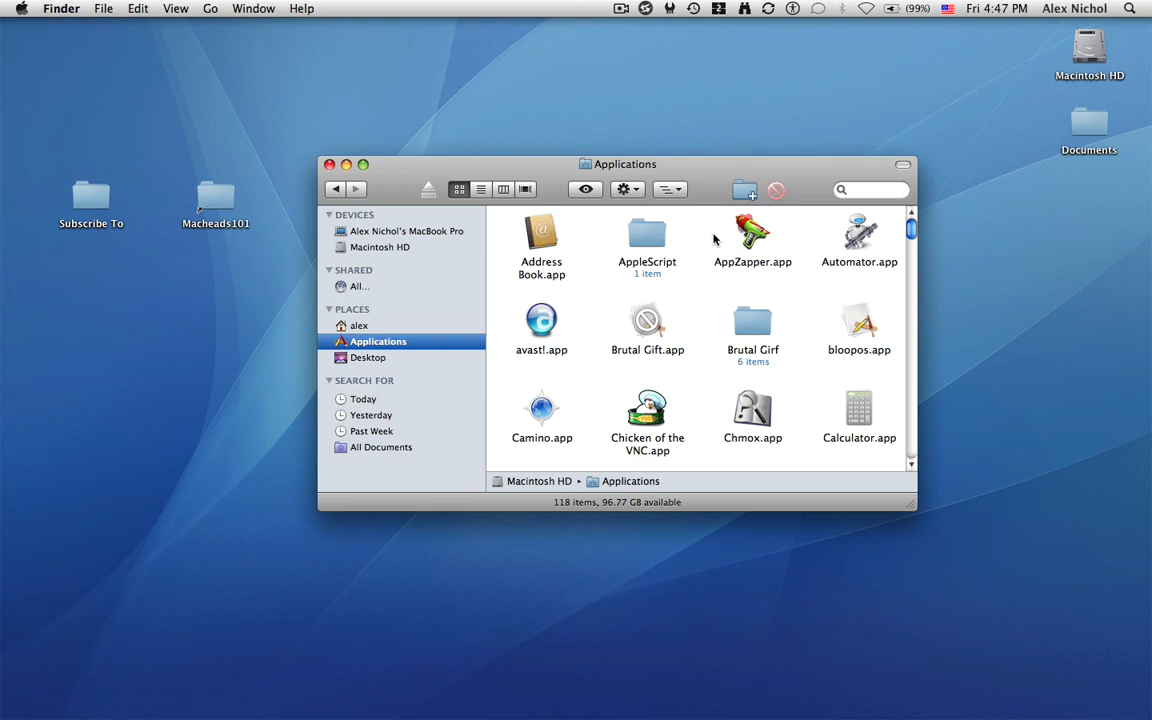 Finder File Edit View Go Window Help (99%) Fri 4:47 PM Alex Nichol
Macintosh HD
Documents
Subscribe To
Macheads101
Applications
DEVICES
Alex Nichol's MacBook Pro
Macintosh HD
SHARED
All...
PLACES
alex
Applications
Desktop
SEARCH FOR
Today
Yesterday
Past Week
All Documents
Address
Book.app
AppleScript
1 item
AppZapper.app
Automator.app
avast!.app
Brutal Gift.app
Brutal Girf
6 items
bloopos.app
Camino.app
Chicken of the
VNC.app
Chmox.app
Calculator.app
Macintosh HD ▸ Applications
118 items, 96.77 GB available